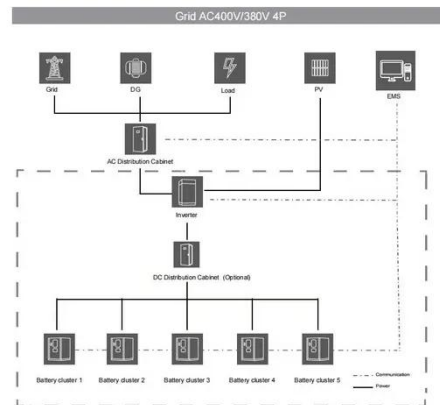 Grid AC400V/380V 4P
Grid
DG
Load
PV
EMS
AC Distribution Cabinet
Inverter
DC Distribution Cabinet (Optional)
Battery cluster 1
Battery cluster 2
Battery cluster 3
Battery cluster 4
Battery cluster 5
Communication
Power